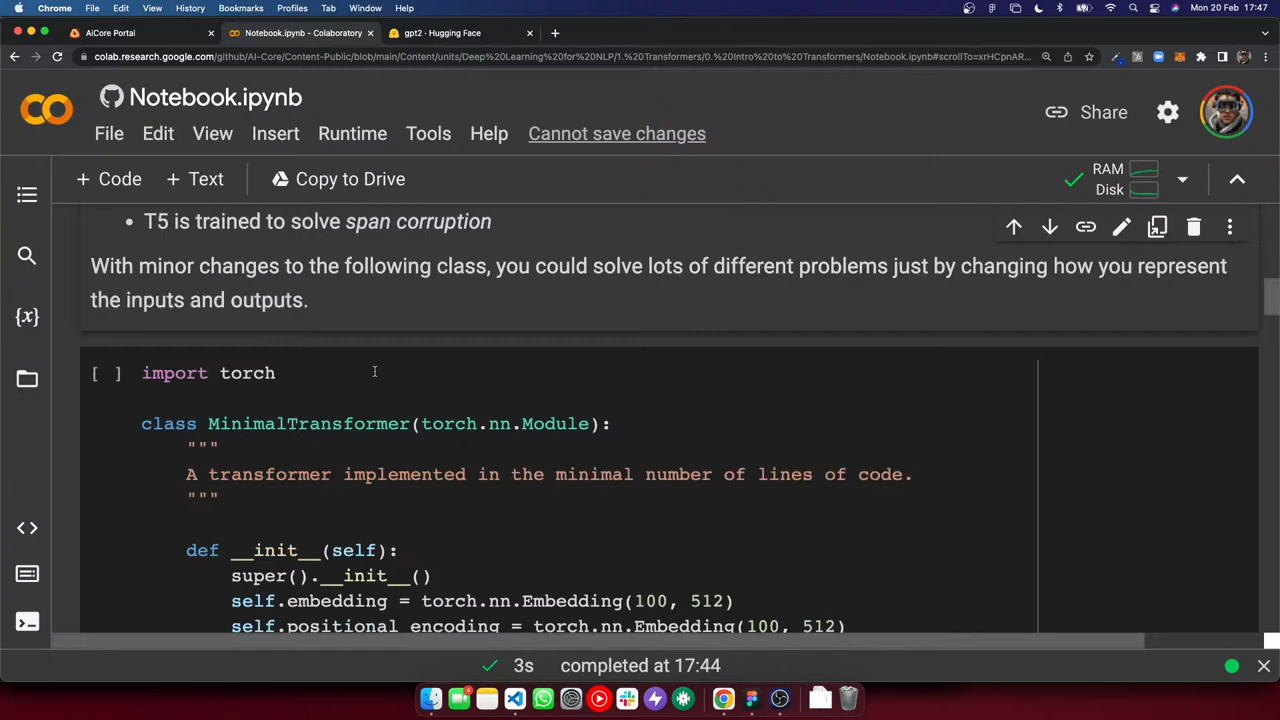 Chrome File Edit View History Bookmarks Profiles Tab Window Help Mon 20 Feb 17:47
AiCore Portal × Notebook.ipynb - Colaboratory × gpt2 · Hugging Face × +
colab.research.google.com/github/AI-Core/Content-Public/blob/main/Content/units/Deep%20Learning%20for%20NLP/1.%20Transformers/0.%20Intro%20to%20Transformers/Notebook.ipynb#scrollTo=xrHCpnAR...
Notebook.ipynb
Share
File Edit View Insert Runtime Tools Help Cannot save changes
+ Code + Text Copy to Drive
RAM
Disk
• T5 is trained to solve span corruption
With minor changes to the following class, you could solve lots of different problems just by changing how you represent
the inputs and outputs.
[ ] import torch
class MinimalTransformer(torch.nn.Module):
"""
A transformer implemented in the minimal number of lines of code.
"""
def __init__(self):
super().__init__()
self.embedding = torch.nn.Embedding(100, 512)
self.positional_encoding = torch.nn.Embedding(100, 512)
3s completed at 17:44